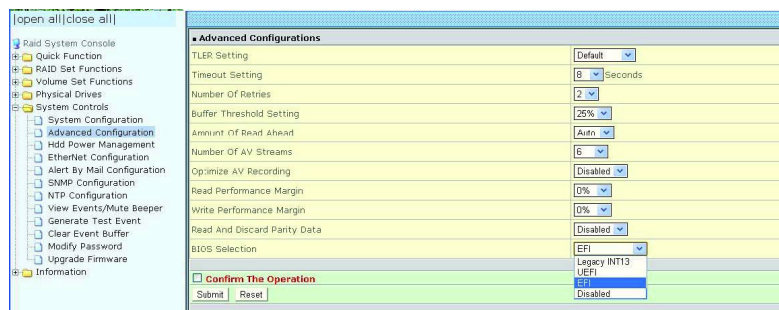 |open all|close all|
Raid System Console
Quick Function
RAID Set Functions
Volume Set Functions
Physical Drives
System Controls
System Configuration
Advanced Configuration
Hdd Power Management
EtherNet Configuration
Alert By Mail Configuration
SNMP Configuration
NTP Configuration
View Events/Mute Beeper
Generate Test Event
Clear Event Buffer
Modify Password
Upgrade Firmware
Information
Advanced Configurations
TLER Setting Default
Timeout Setting 8 Seconds
Number Of Retries 2
Buffer Threshold Setting 25%
Amount Of Read Ahead Auto
Number Of AV Streams 6
Optimize AV Recording Disabled
Read Performance Margin 0%
Write Performance Margin 0%
Read And Discard Parity Data Disabled
BIOS Selection EFI
Legacy INT13
UEFI
EFI
Disabled
Confirm The Operation
Submit Reset